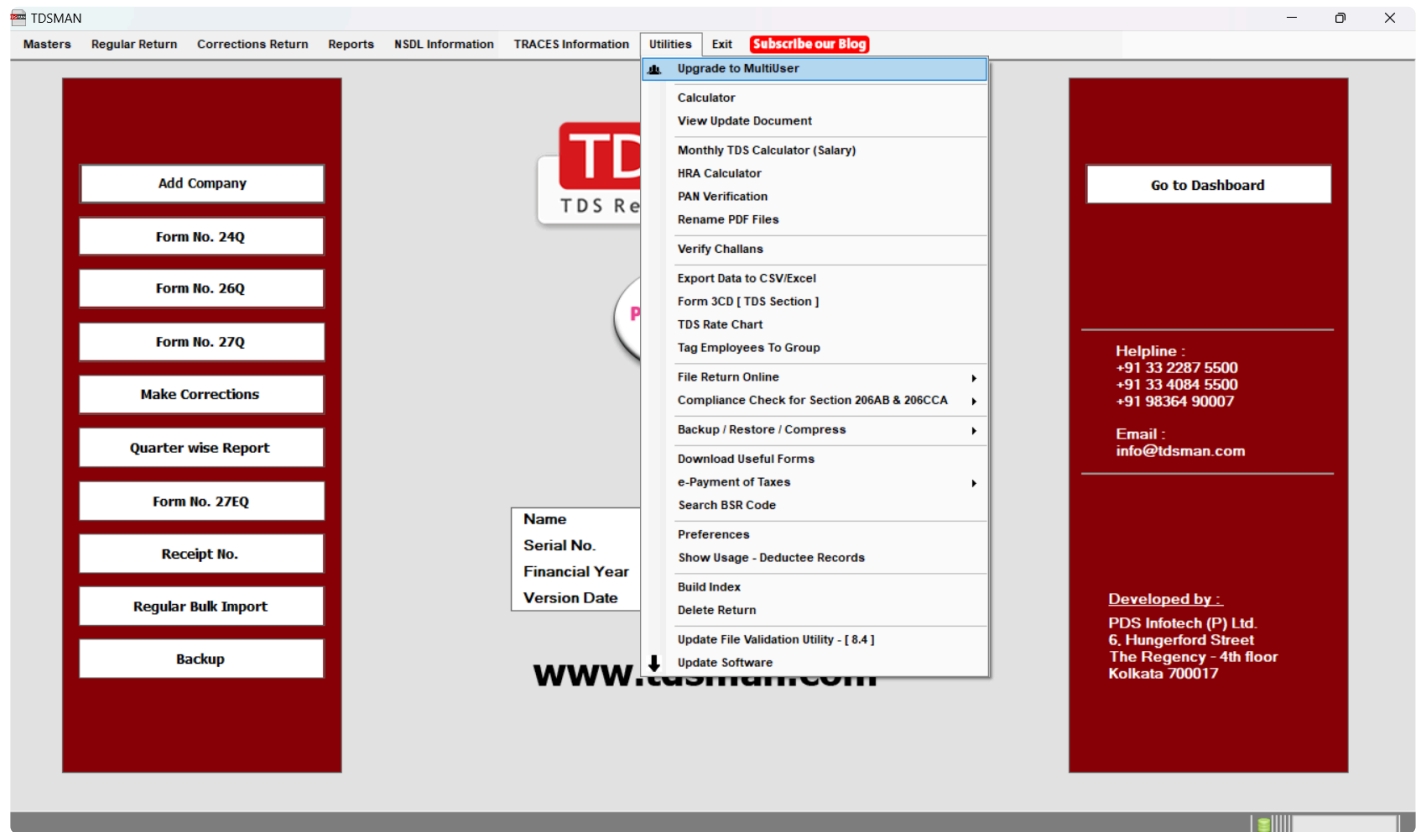 TDSMAN
Masters Regular Return Corrections Return Reports NSDL Information TRACES Information Utilities Exit Subscribe our Blog
Add Company
Form No. 24Q
Form No. 26Q
Form No. 27Q
Make Corrections
Quarter wise Report
Form No. 27EQ
Receipt No.
Regular Bulk Import
Backup
TDS
Name
Serial No.
Financial Year
Version Date
www.tdsman.com
Upgrade to MultiUser
Calculator
View Update Document
Monthly TDS Calculator (Salary)
HRA Calculator
PAN Verification
Rename PDF Files
Verify Challans
Export Data to CSV/Excel
Form 3CD [ TDS Section ]
TDS Rate Chart
Tag Employees To Group
File Return Online
Compliance Check for Section 206AB & 206CCA
Backup / Restore / Compress
Download Useful Forms
e-Payment of Taxes
Search BSR Code
Preferences
Show Usage - Deductee Records
Build Index
Delete Return
Update File Validation Utility - [ 8.4 ]
Update Software
Go to Dashboard
Helpline :
+91 33 2287 5500
+91 33 4084 5500
+91 98364 90007
Email :
info@tdsman.com
Developed by :
PDS Infotech (P) Ltd.
6, Hungerford Street
The Regency - 4th floor
Kolkata 700017